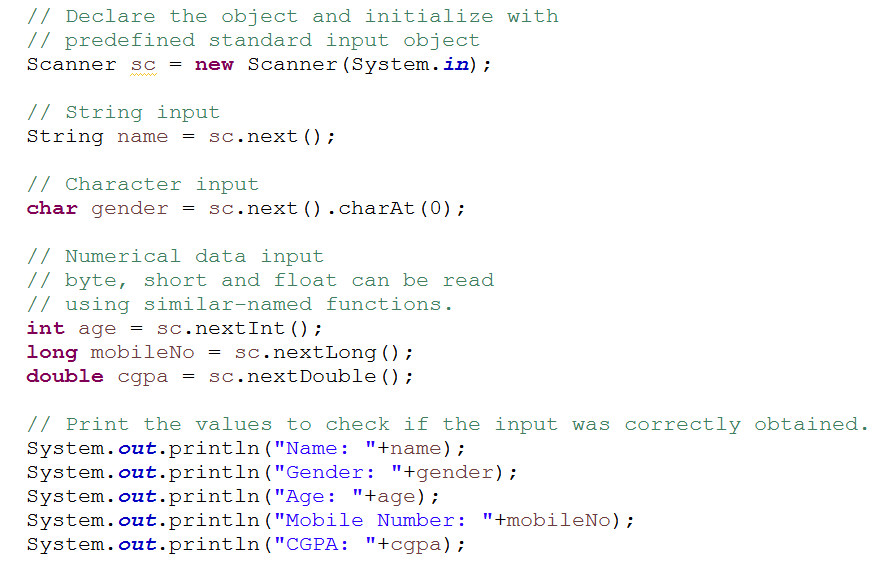 // Declare the object and initialize with
// predefined standard input object
Scanner sc = new Scanner(System.in);
// String input
String name = sc.next();
// Character input
char gender = sc.next().charAt(0);
// Numerical data input
// byte, short and float can be read
// using similar-named functions.
int age = sc.nextInt();
long mobileNo = sc.nextLong();
double cgpa = sc.nextDouble();
// Print the values to check if the input was correctly obtained.
System.out.println("Name: "+name);
System.out.println("Gender: "+gender);
System.out.println("Age: "+age);
System.out.println("Mobile Number: "+mobileNo);
System.out.println("CGPA: "+cgpa);